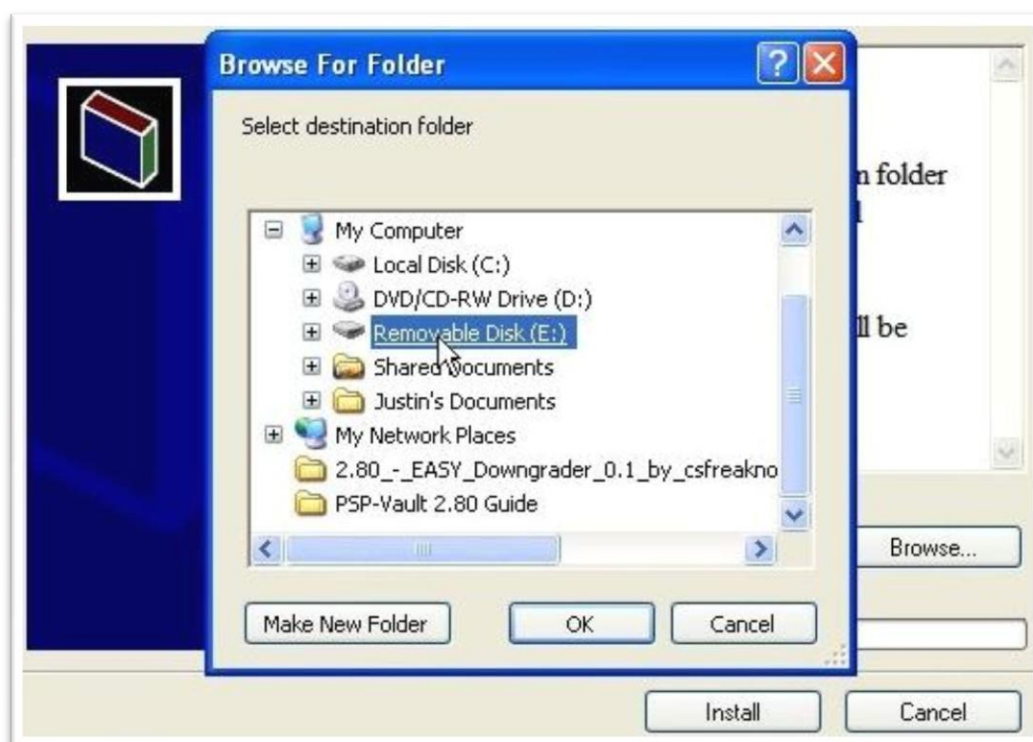 Browse For Folder
Select destination folder
n folder
My Computer
Local Disk (C:)
DVD/CD-RW Drive (D:)
Removable Disk (E:)
ll be
Shared Documents
Justin's Documents
My Network Places
2.80_-_EASY_Downgrader_0.1_by_csfreakno
PSP-Vault 2.80 Guide
Browse...
Make New Folder
OK
Cancel
Install
Cancel